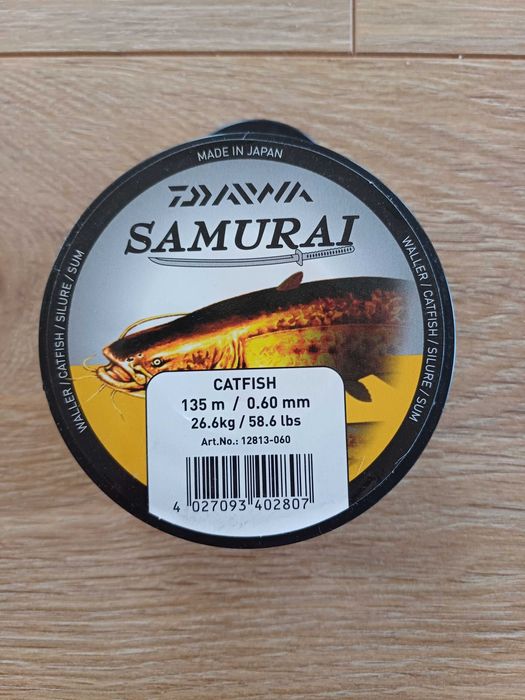 MADE IN JAPAN
DAIWA
SAMURAI
WALLER / CATFISH / SILURE / SUM
WALLER / CATFISH / SILURE / SUM
CATFISH
135 m / 0.60 mm
26.6kg / 58.6 lbs
Art.No.: 12813-060
4 027093 402807